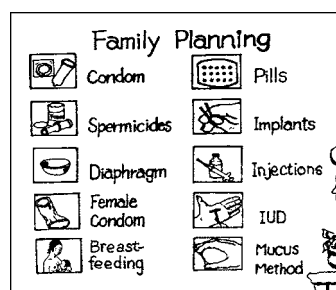 Family Planning
Condom
Spermicides
Diaphragm
Female
Condom
Breast-
feeding
Pills
Implants
Injections
IUD
Mucus
Method